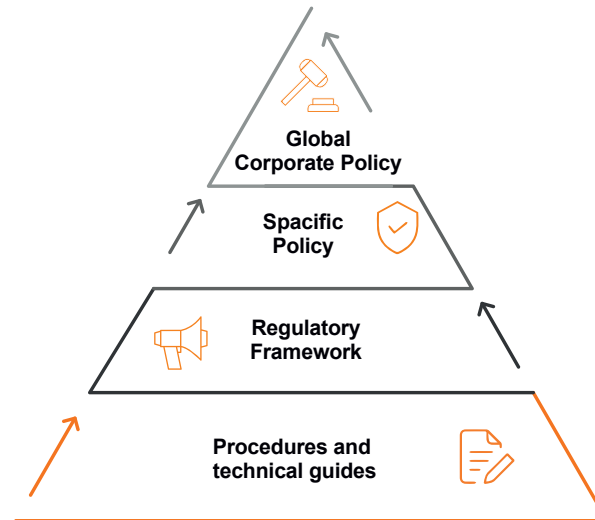 Global
Corporate Policy
Spacific
Policy
Regulatory
Framework
Procedures and
technical guides